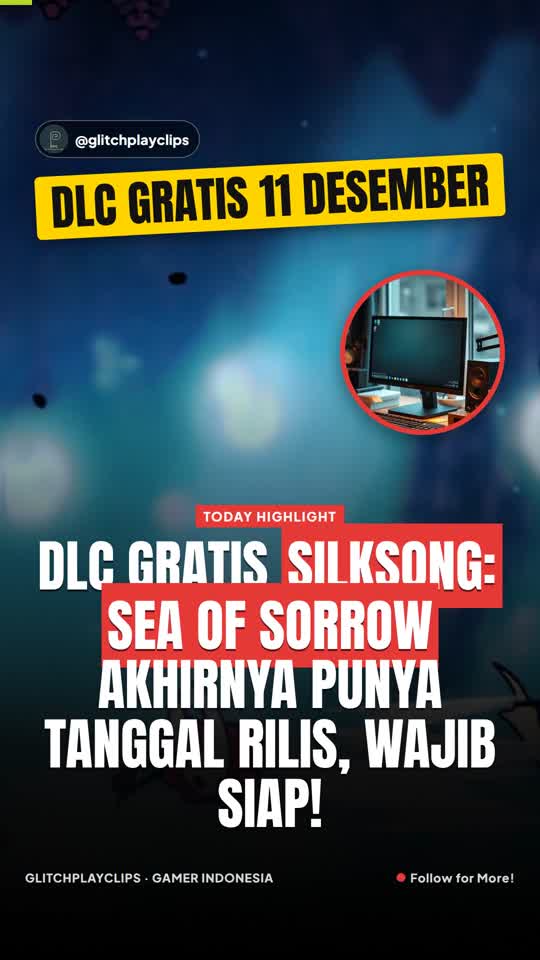 @glitchplayclips
DLC GRATIS 11 DESEMBER
TODAY HIGHLIGHT
DLC GRATIS SILKSONG:
SEA OF SORROW
AKHIRNYA PUNYA
TANGGAL RILIS, WAJIB
SIAP!
GLITCHPLAYCLIPS · GAMER INDONESIA
Follow for More!